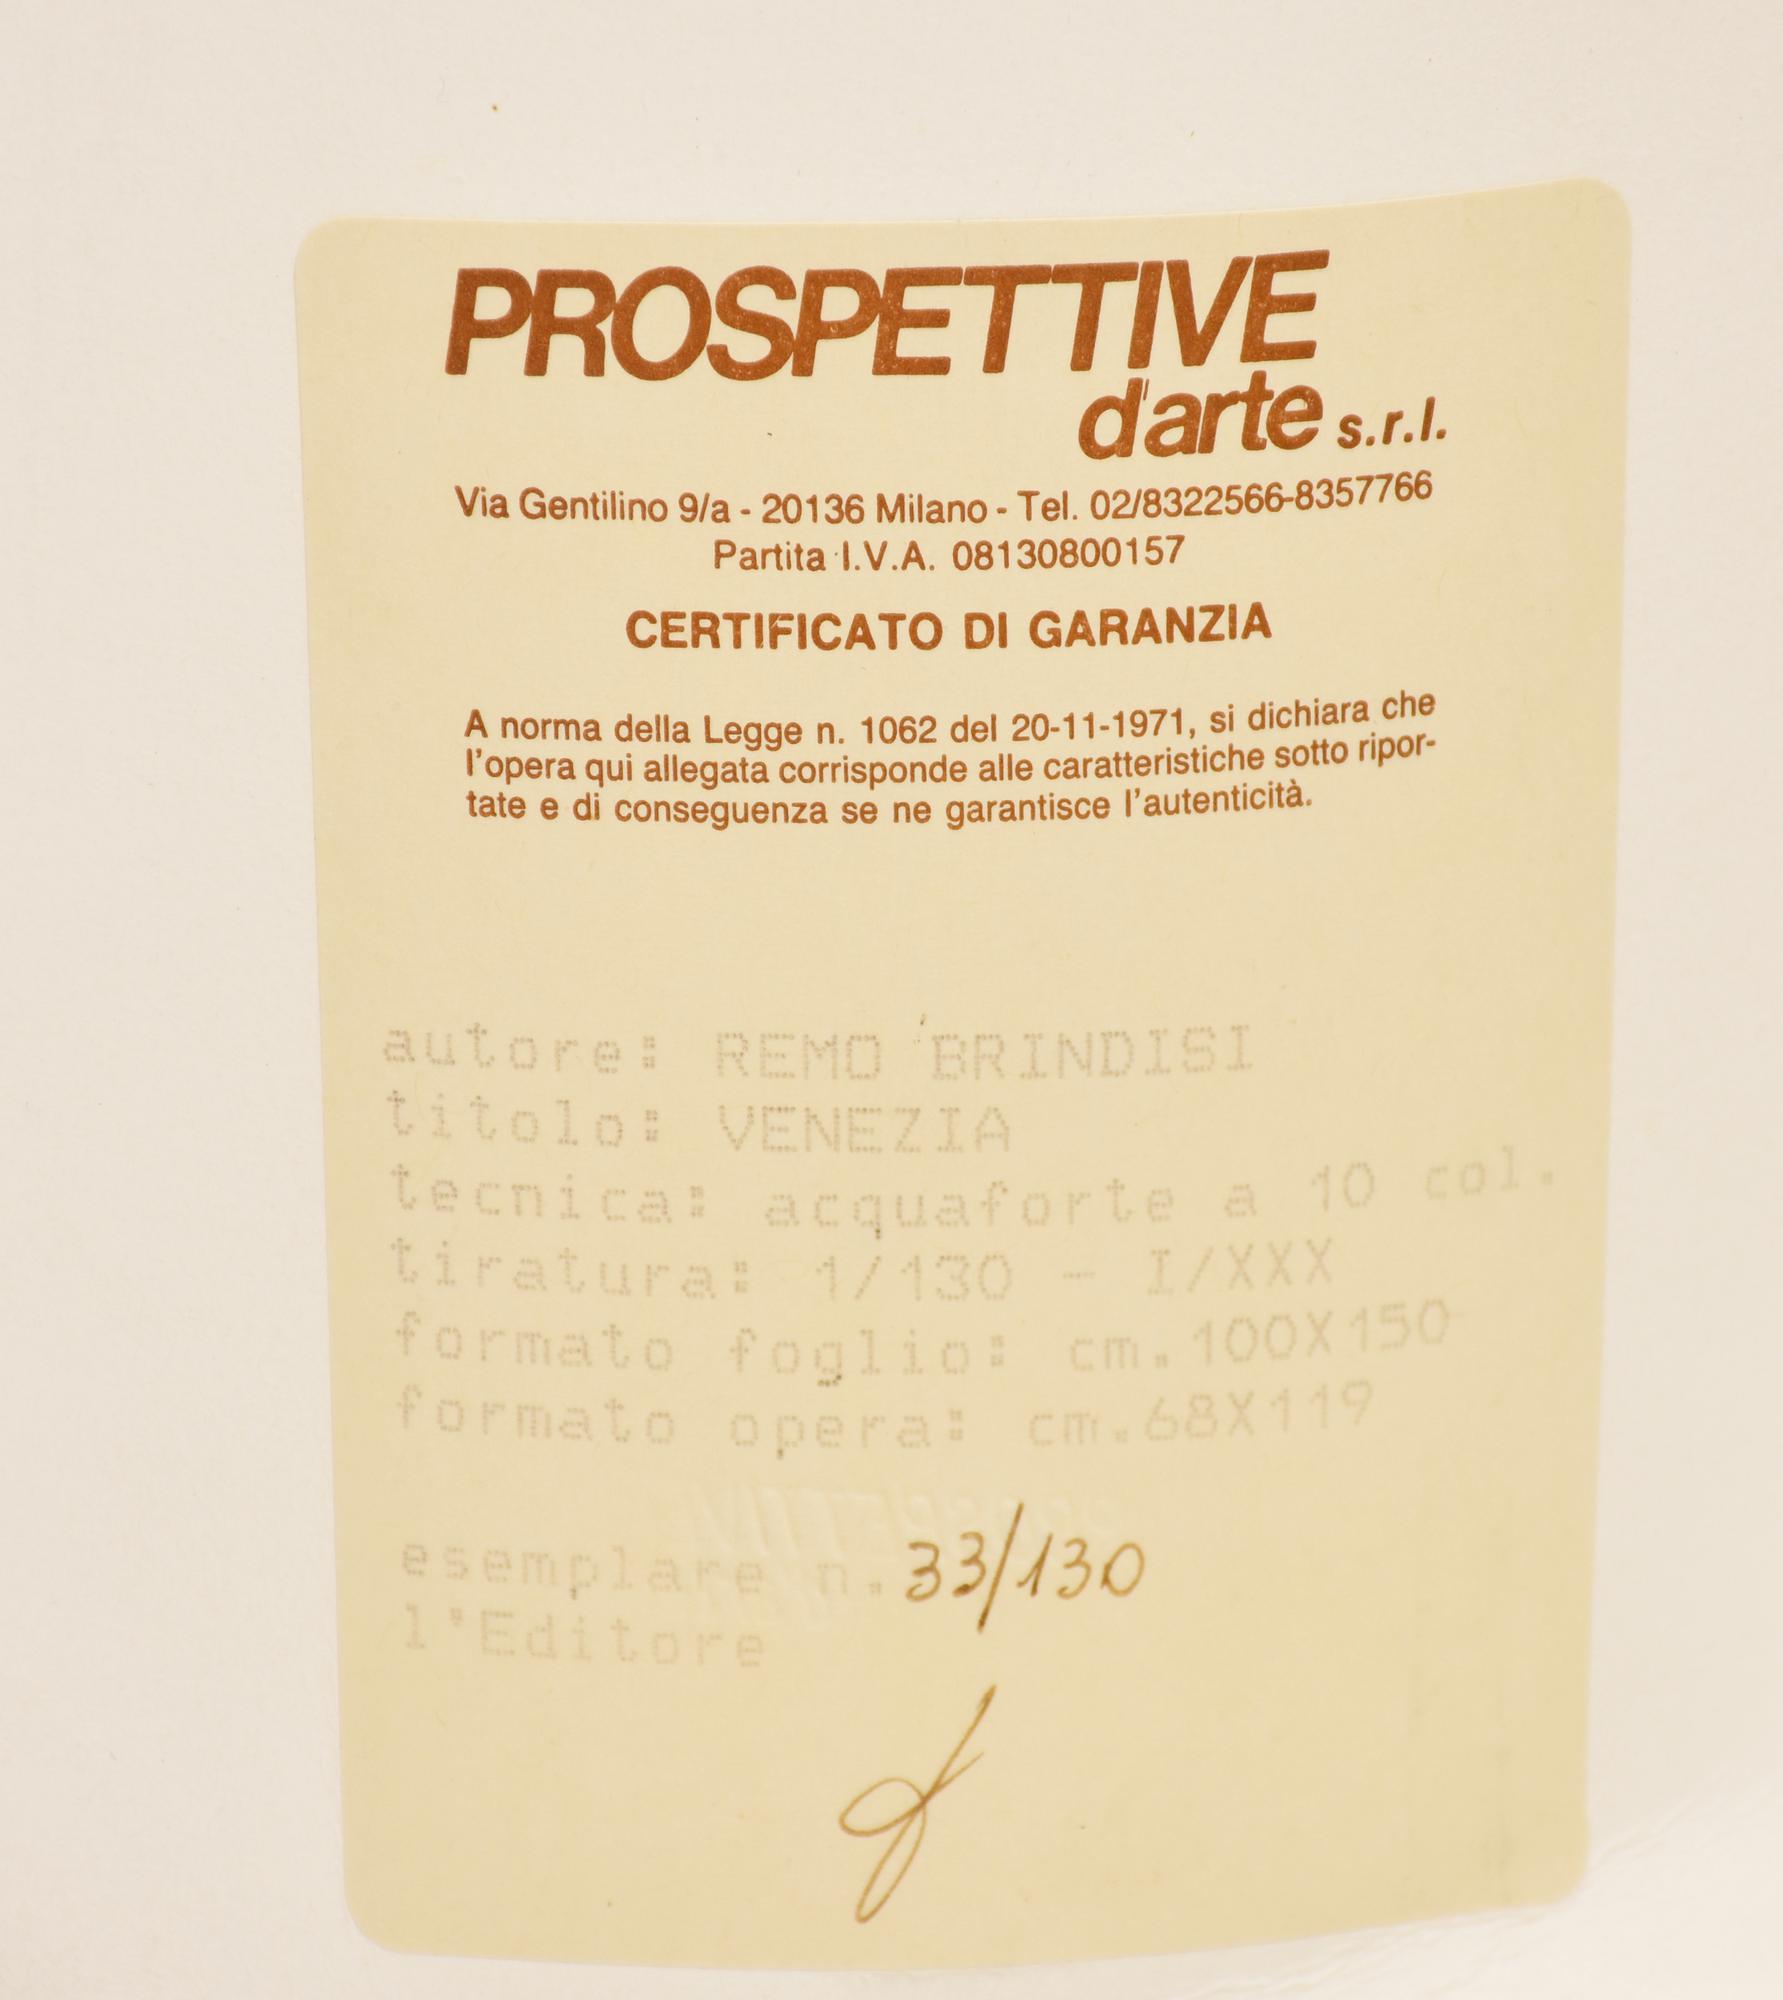 PROSPETTIVE
d'arte s.r.l.
Via Gentilino 9/a - 20136 Milano - Tel. 02/8322566-8357766
Partita I.V.A. 08130800157
CERTIFICATO DI GARANZIA
A norma della Legge n. 1062 del 20-11-1971, si dichiara che
l'opera qui allegata corrisponde alle caratteristiche sotto ripor-
tate e di conseguenza se ne garantisce l'autenticità.
autore: REMO BRINDISI
titolo: VENEZIA
tecnica: acquaforte a 10 col.
tiratura: 1/130 - I/XXX
formato foglio: cm.100X150
formato opera: cm.68X119
esemplare n. 33/130
l'Editore